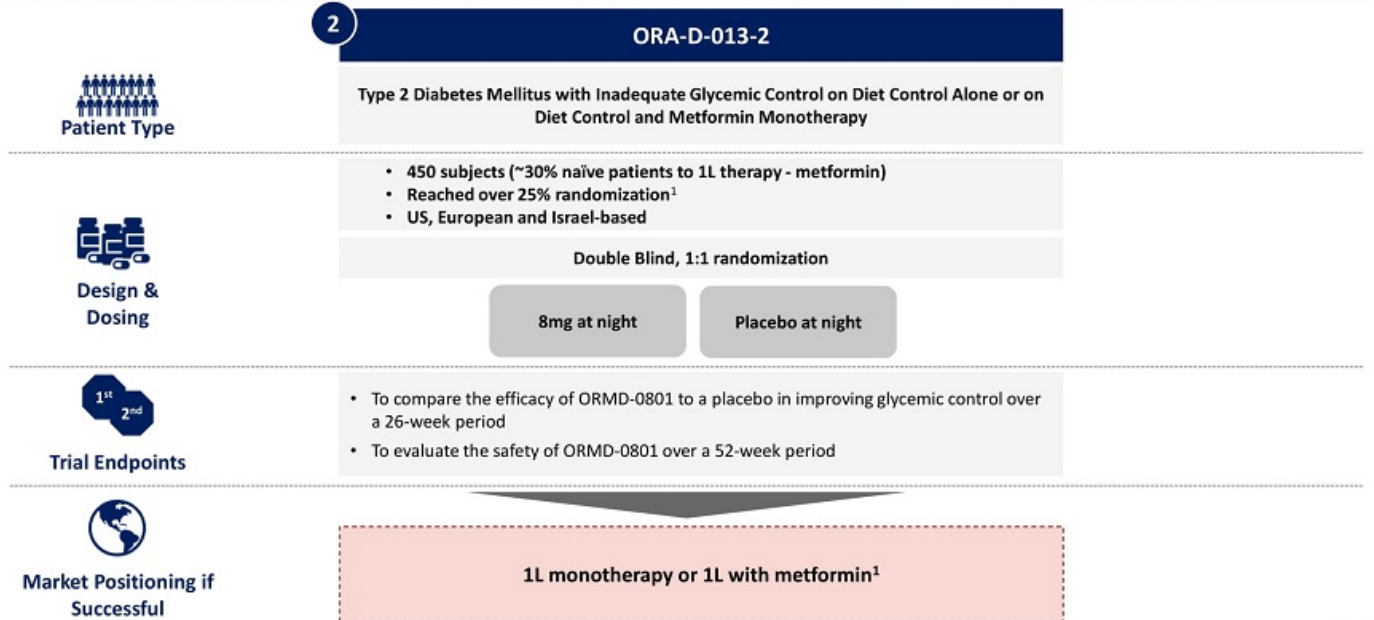 2
ORA-D-013-2
Patient Type
Type 2 Diabetes Mellitus with Inadequate Glycemic Control on Diet Control Alone or on
Diet Control and Metformin Monotherapy
Design &
Dosing
• 450 subjects (~30% naïve patients to 1L therapy - metformin)
• Reached over 25% randomization¹
• US, European and Israel-based
Double Blind, 1:1 randomization
8mg at night
Placebo at night
1st
2nd
Trial Endpoints
• To compare the efficacy of ORMD-0801 to a placebo in improving glycemic control over
a 26-week period
• To evaluate the safety of ORMD-0801 over a 52-week period
Market Positioning if
Successful
1L monotherapy or 1L with metformin¹